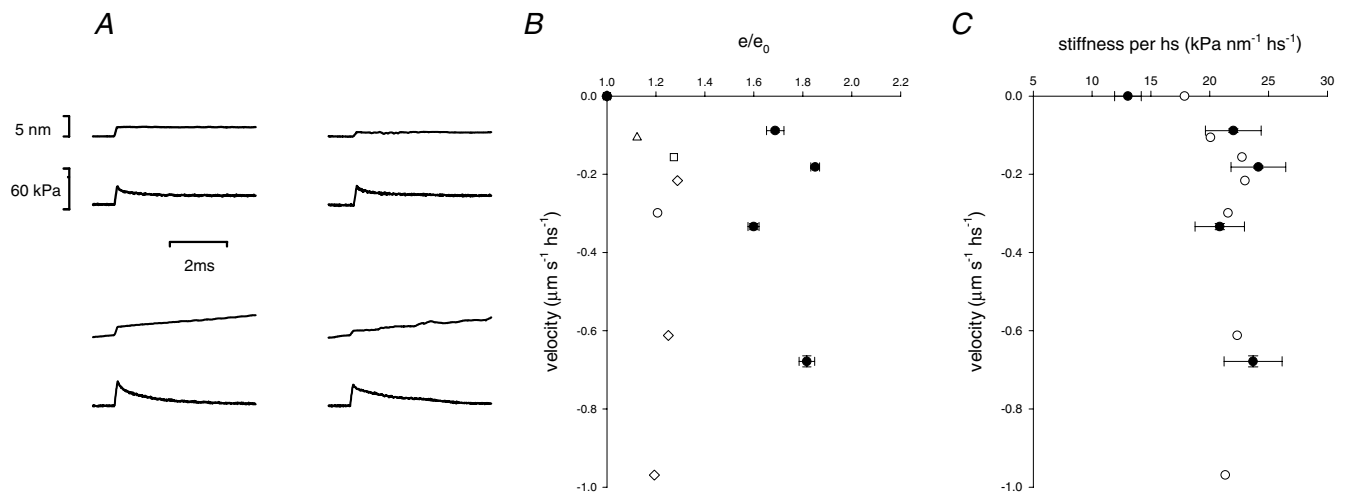 A
5 nm
60 kPa
2ms
B
e/e0
1.0 1.2 1.4 1.6 1.8 2.0 2.2
0.0
-0.2
-0.4
-0.6
-0.8
-1.0
velocity (μm s-1 hs-1)
C
stiffness per hs (kPa nm-1 hs-1)
5 10 15 20 25 30
0.0
-0.2
-0.4
-0.6
-0.8
-1.0
velocity (μm s-1 hs-1)